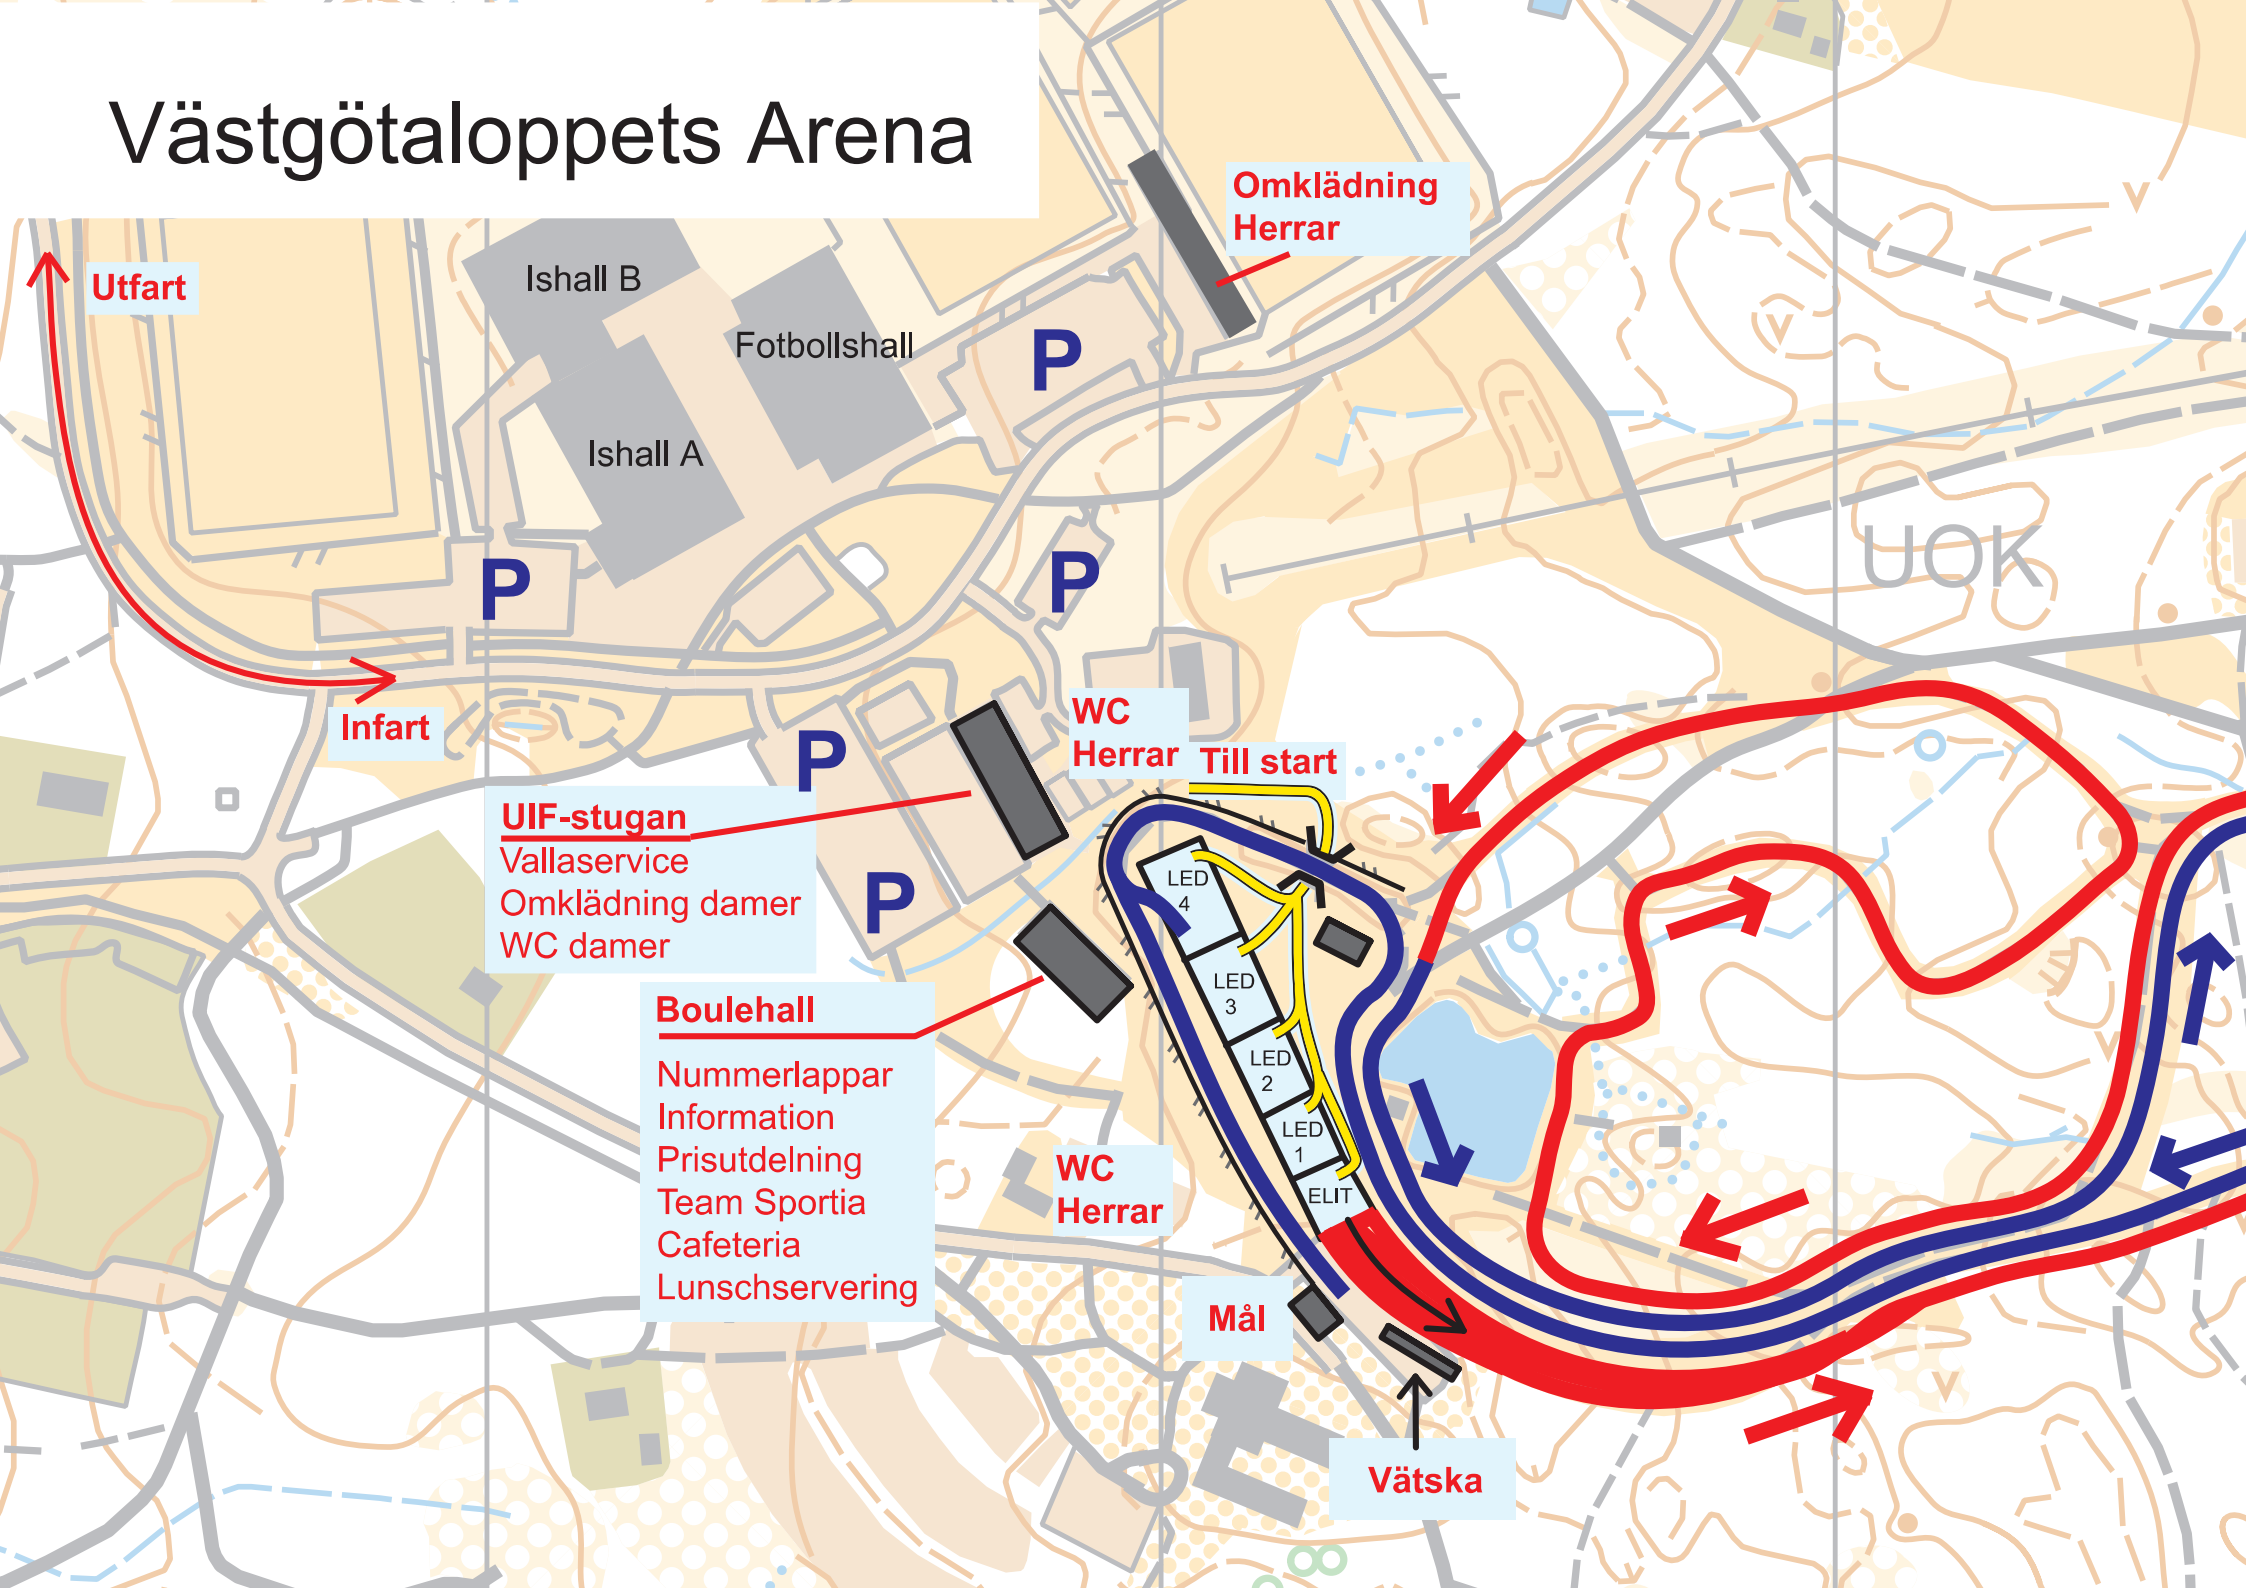 Västgötaloppets Arena
Omklädning
Herrar
Utfart
Ishall B
Fotbollshall
P
Ishall A
UOK
P
P
Infart
WC
Herrar
Till start
P
UIF-stugan
Vallaservice
Omklädning damer
WC damer
P
LED
4
LED
3
Boulehall
Nummerlappar
Information
Prisutdelning
Team Sportia
Cafeteria
Lunschservering
LED
2
LED
1
WC
Herrar
ELIT
Mål
Vätska